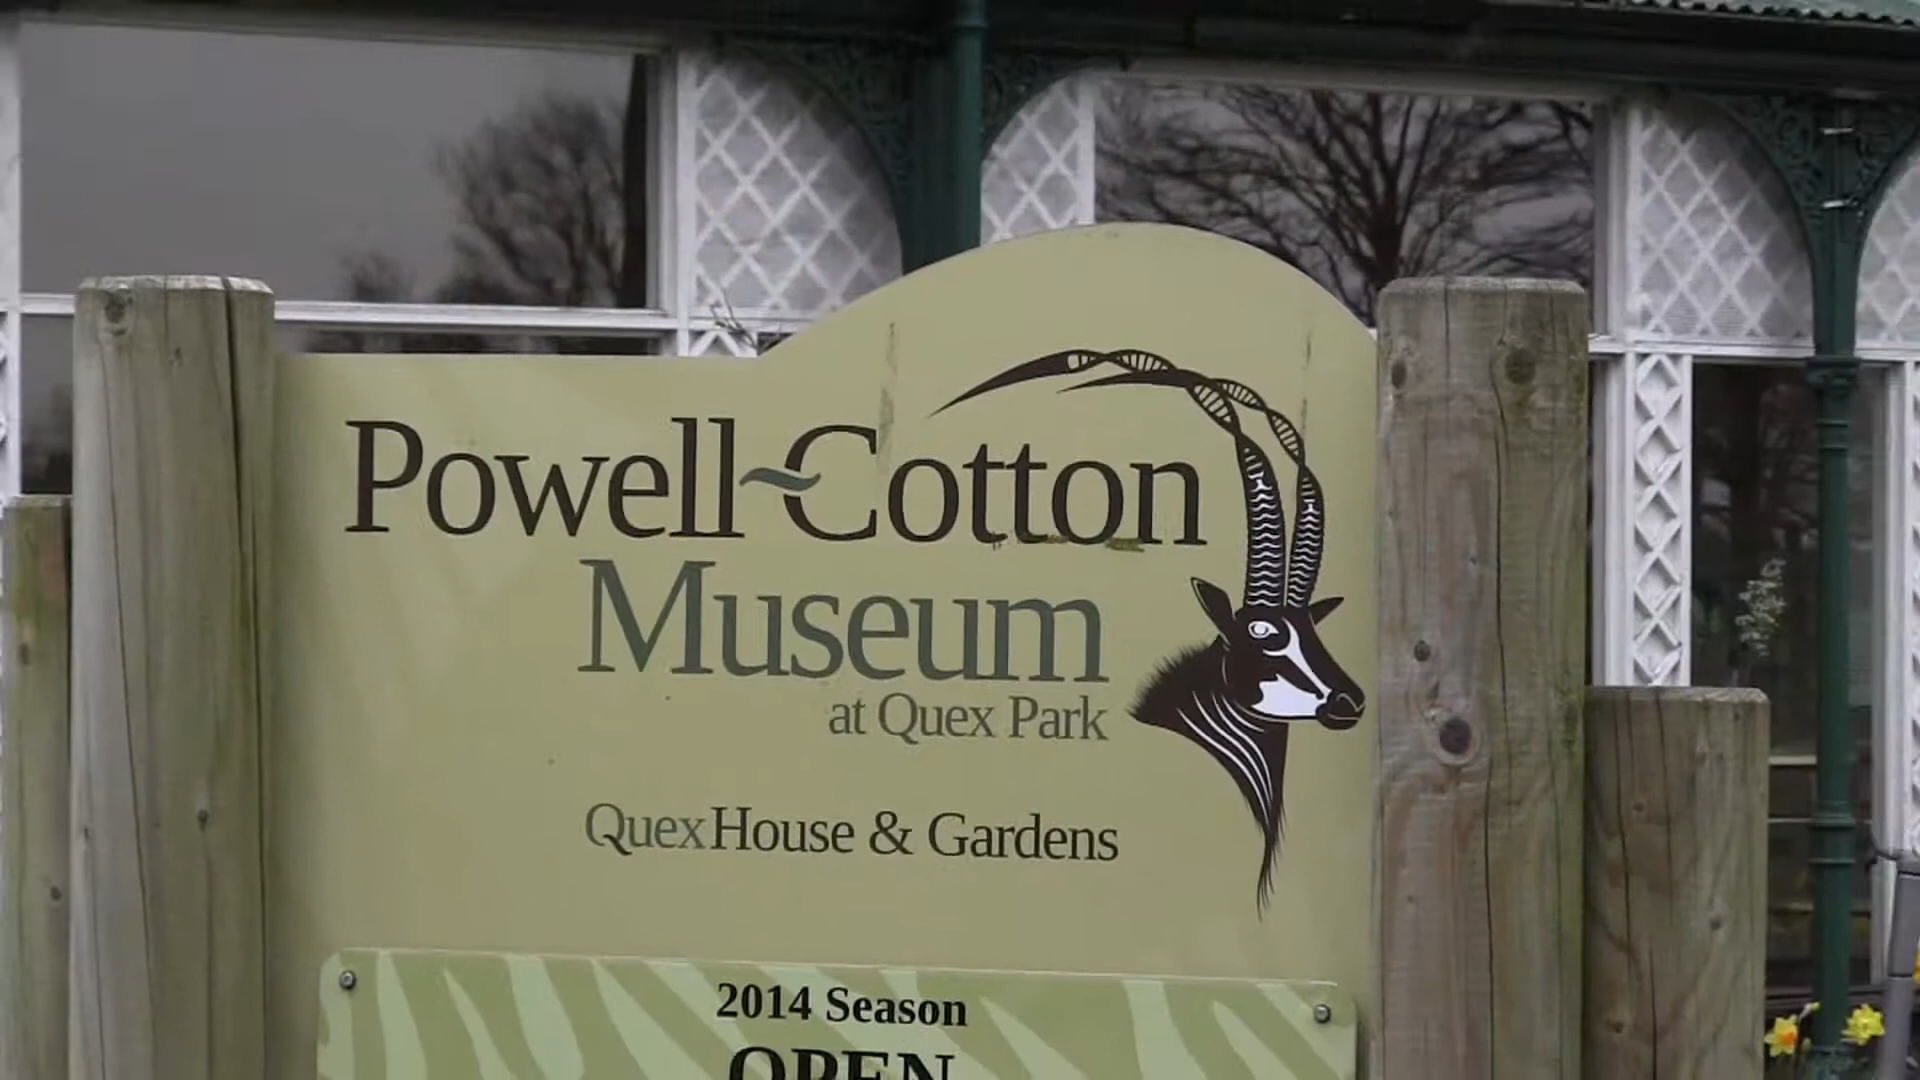 Powell~Cotton
Museum
at Quex Park
Quex House & Gardens
2014 Season
OPEN